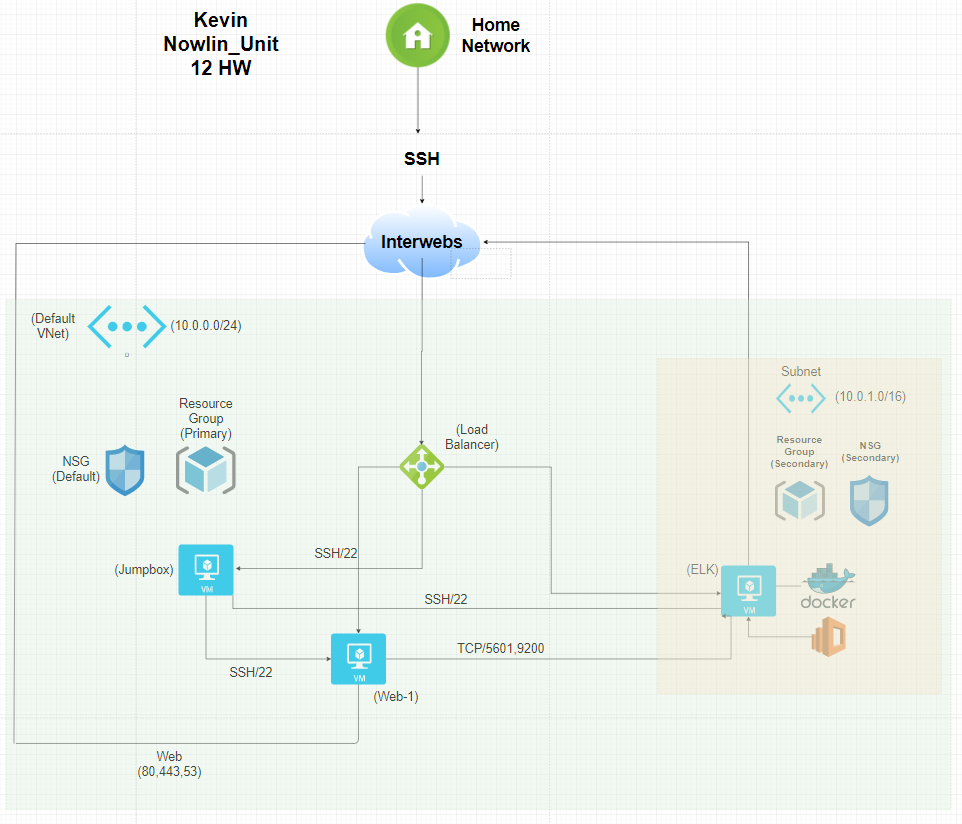 Kevin
Nowlin_Unit
12 HW
Home
Network
SSH
Interwebs
(Default
VNet)
(10.0.0.0/24)
Subnet
(10.0.1.0/16)
Resource
Group
(Primary)
(Load
Balancer)
Resource
Group
(Secondary)
NSG
(Secondary)
NSG
(Default)
SSH/22
(Jumpbox)
VM
(ELK)
VM
docker
SSH/22
TCP/5601,9200
SSH/22
VM
(Web-1)
Web
(80,443,53)